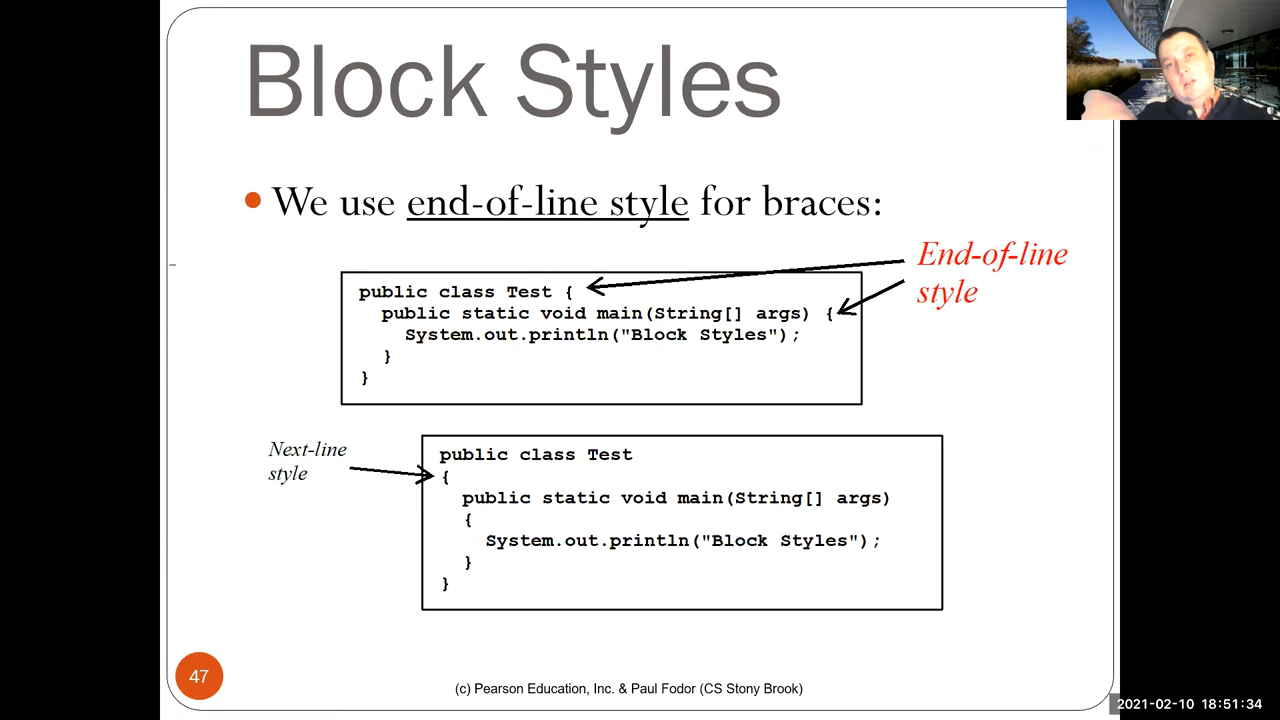 Block Styles
We use end-of-line style for braces:
End-of-line
style
public class Test {
  public static void main(String[] args) {
    System.out.println("Block Styles");
  }
}
Next-line
style
public class Test
{
  public static void main(String[] args)
  {
    System.out.println("Block Styles");
  }
}
47
(c) Pearson Education, Inc. & Paul Fodor (CS Stony Brook)
2021-02-10 18:51:34